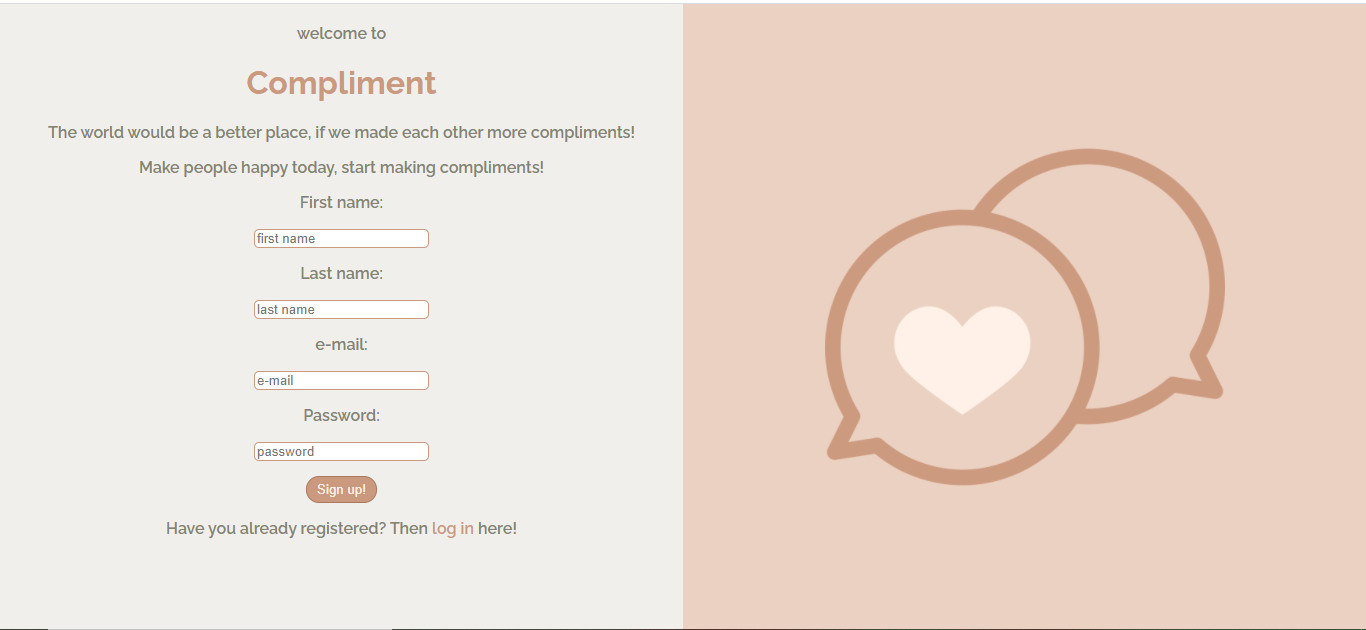 welcome to
Compliment
The world would be a better place, if we made each other more compliments!
Make people happy today, start making compliments!
First name:
first name
Last name:
last name
e-mail:
e-mail
Password:
password
Sign up!
Have you already registered? Then log in here!